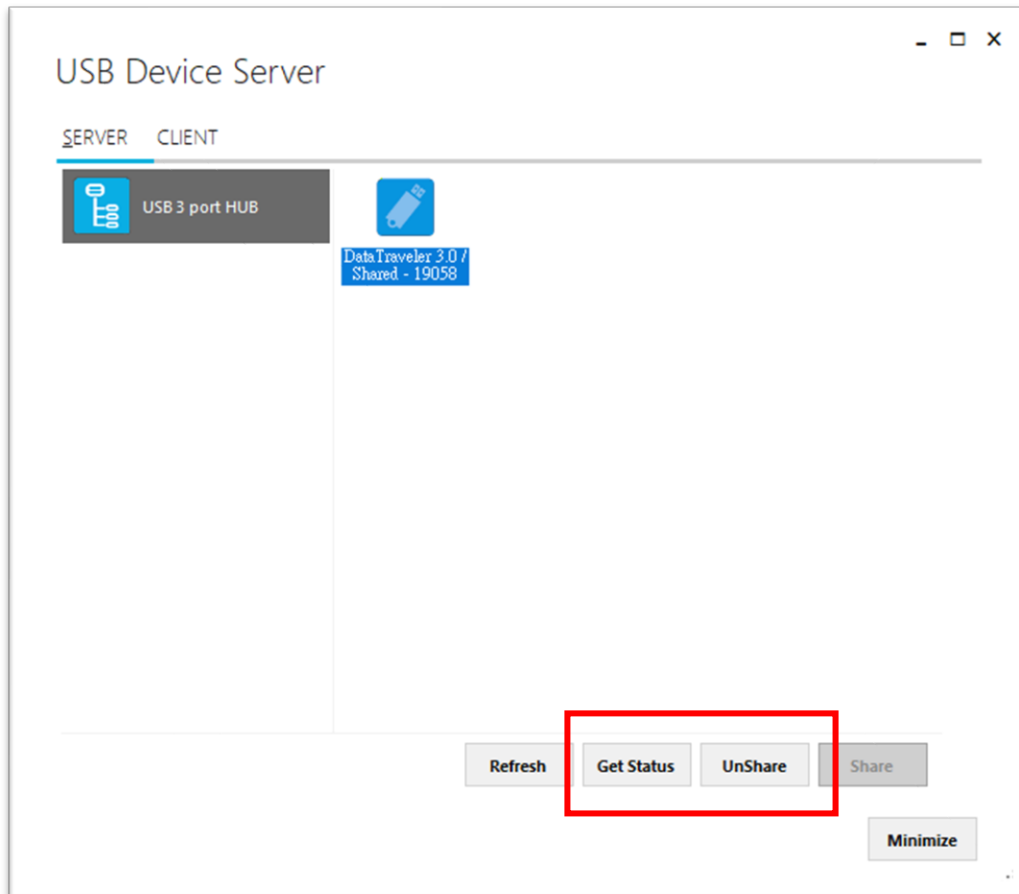 USB Device Server
SERVER CLIENT
USB 3 port HUB
DataTraveler 3.0 /
Shared - 19058
Refresh Get Status UnShare Share
Minimize